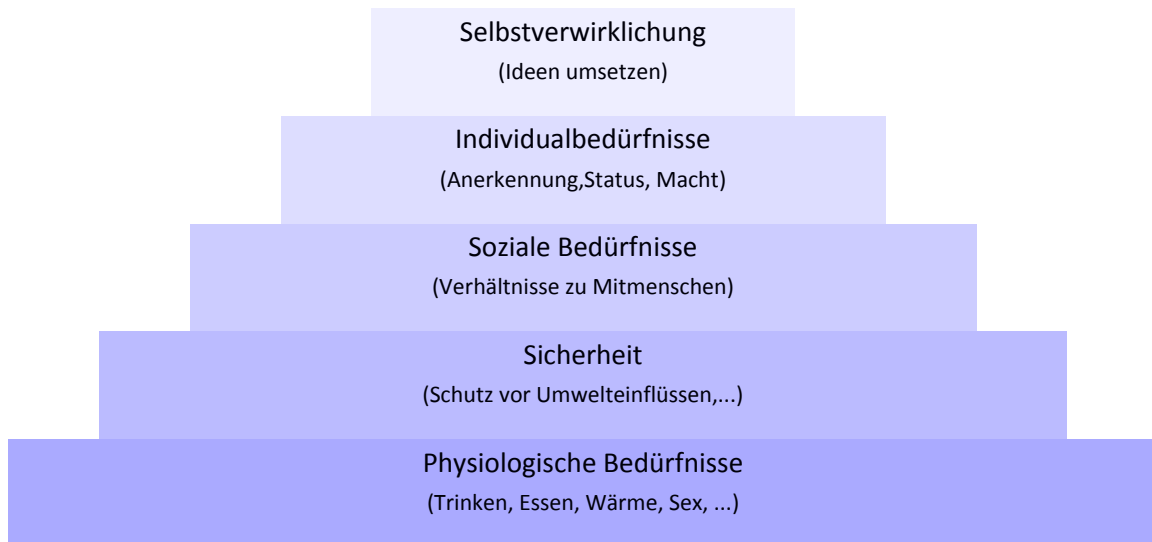 Selbstverwirklichung
(Ideen umsetzen)
Individualbedürfnisse
(Anerkennung,Status, Macht)
Soziale Bedürfnisse
(Verhältnisse zu Mitmenschen)
Sicherheit
(Schutz vor Umwelteinflüssen,...)
Physiologische Bedürfnisse
(Trinken, Essen, Wärme, Sex, ...)